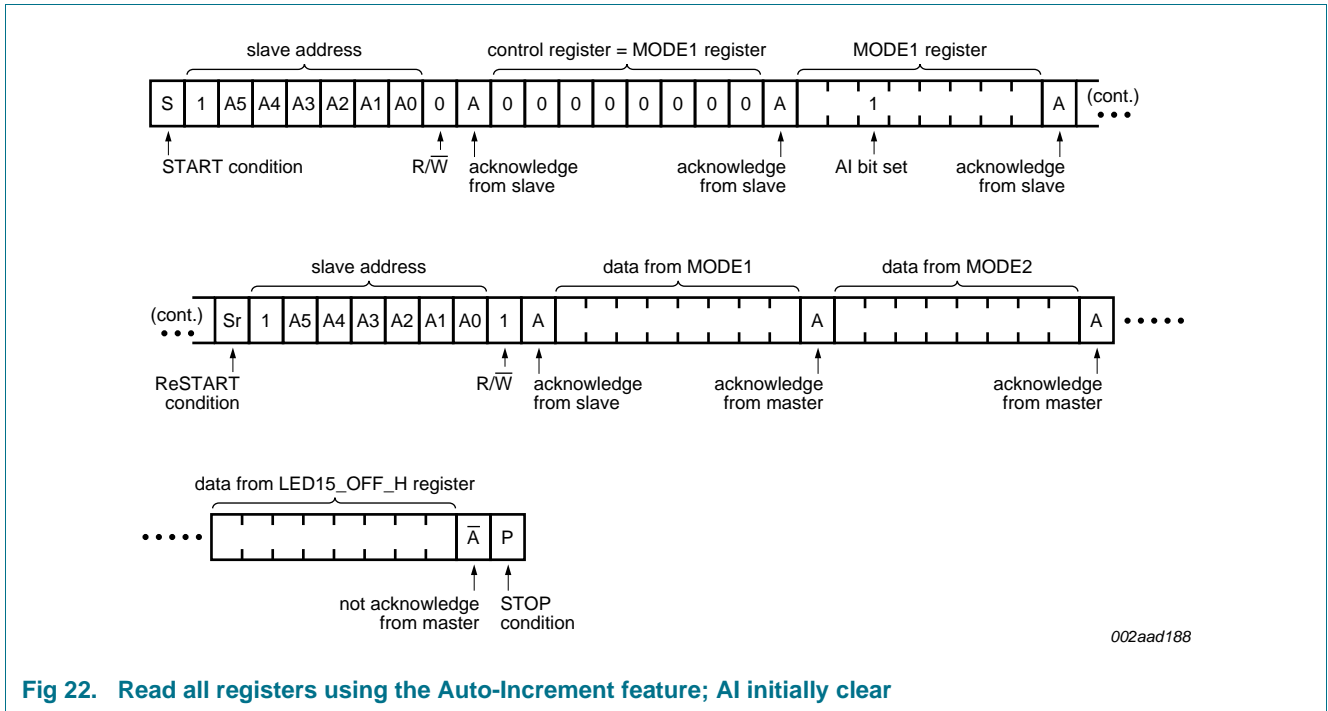 slave address control register = MODE1 register MODE1 register
S 1 A5 A4 A3 A2 A1 A0 0 A 0 0 0 0 0 0 0 0 A 1 A (cont.)
START condition R/W̅ acknowledge from slave acknowledge from slave AI bit set acknowledge from slave
slave address data from MODE1 data from MODE2
(cont.) Sr 1 A5 A4 A3 A2 A1 A0 1 A A A
ReSTART condition R/W̅ acknowledge from slave acknowledge from master acknowledge from master
data from LED15_OFF_H register
A̅ P
not acknowledge from master STOP condition
002aad188
Fig 22. Read all registers using the Auto-Increment feature; AI initially clear